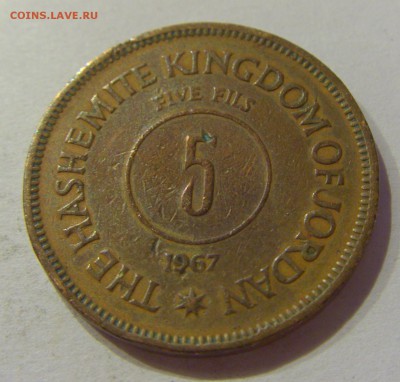 COINS.LAVE.RU
THE HASHEMITE KINGDOM OF JORDAN
FIVE FILS
5
1967